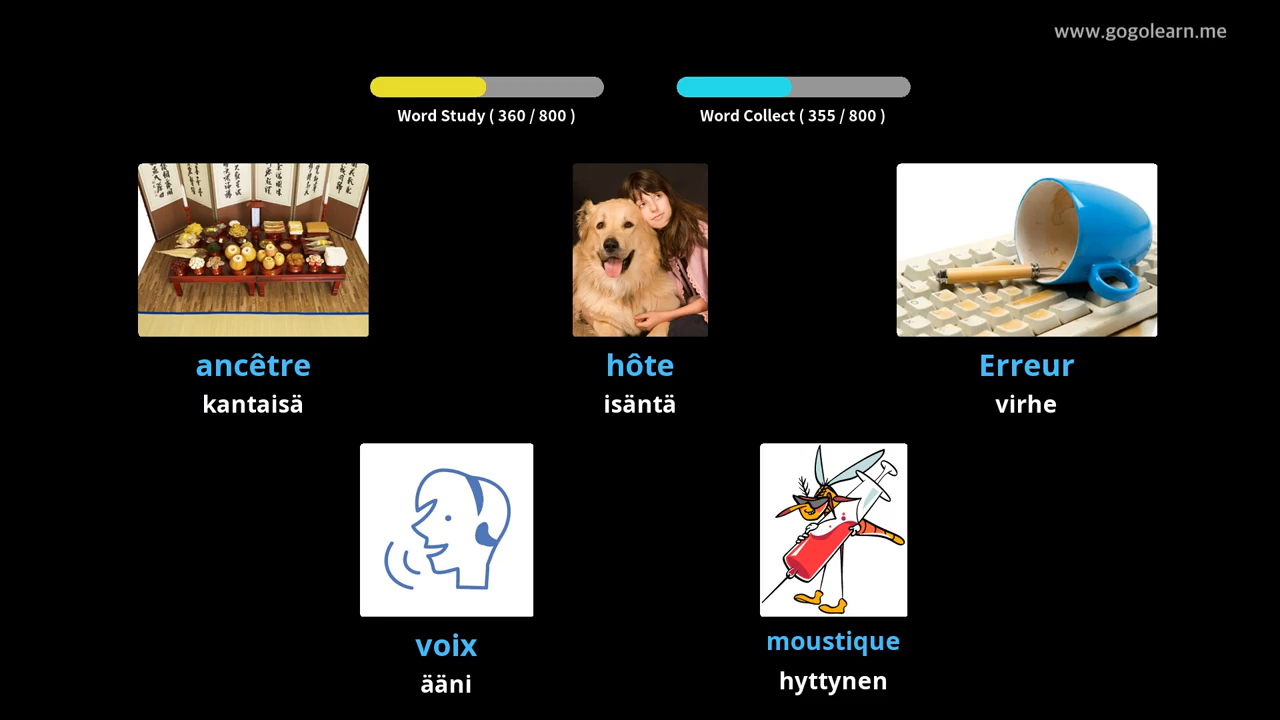 www.gogolearn.me
Word Study ( 360 / 800 )
Word Collect ( 355 / 800 )
ancêtre
kantaisä
hôte
isäntä
Erreur
virhe
voix
ääni
moustique
hyttynen